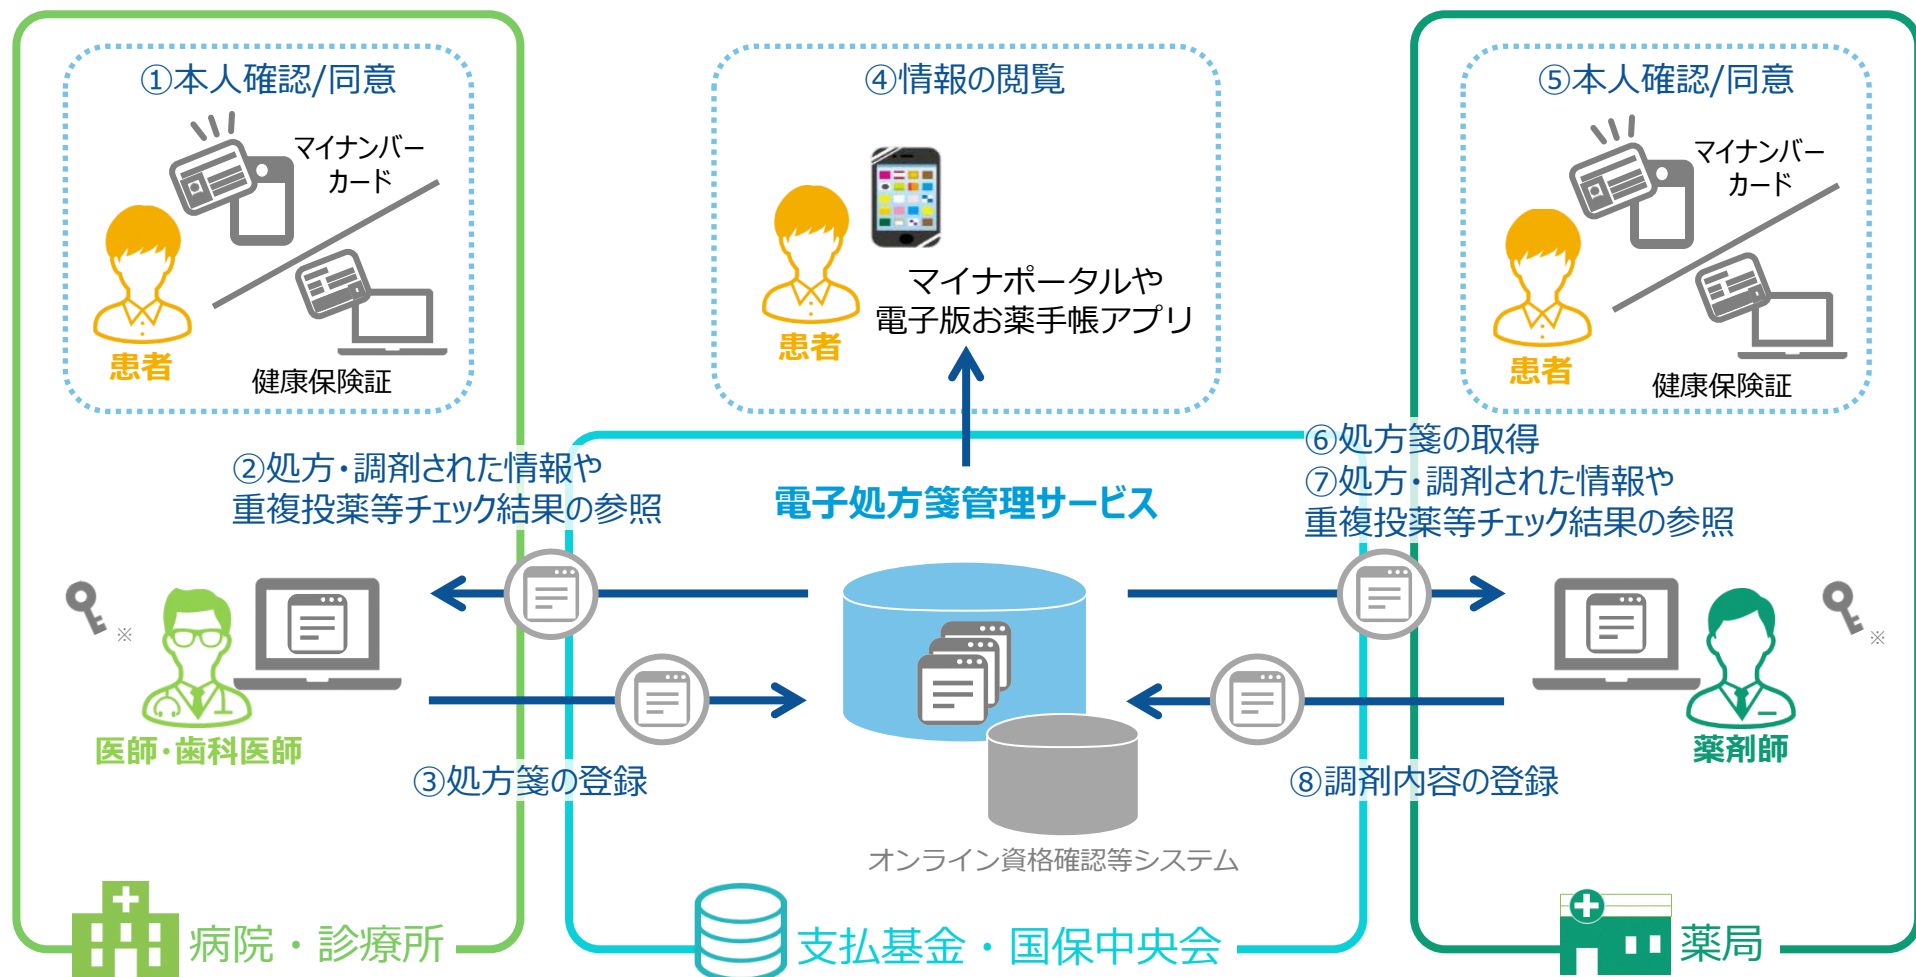 ①本人確認/同意
マイナンバー
カード
患者
健康保険証
④情報の閲覧
マイナポータルや
電子版お薬手帳アプリ
患者
⑤本人確認/同意
マイナンバー
カード
患者
健康保険証
②処方・調剤された情報や
重複投薬等チェック結果の参照
電子処方箋管理サービス
⑥処方箋の取得
⑦処方・調剤された情報や
重複投薬等チェック結果の参照
※
医師・歯科医師
③処方箋の登録
※
薬剤師
⑧調剤内容の登録
オンライン資格確認等システム
病院・診療所
支払基金・国保中央会
薬局